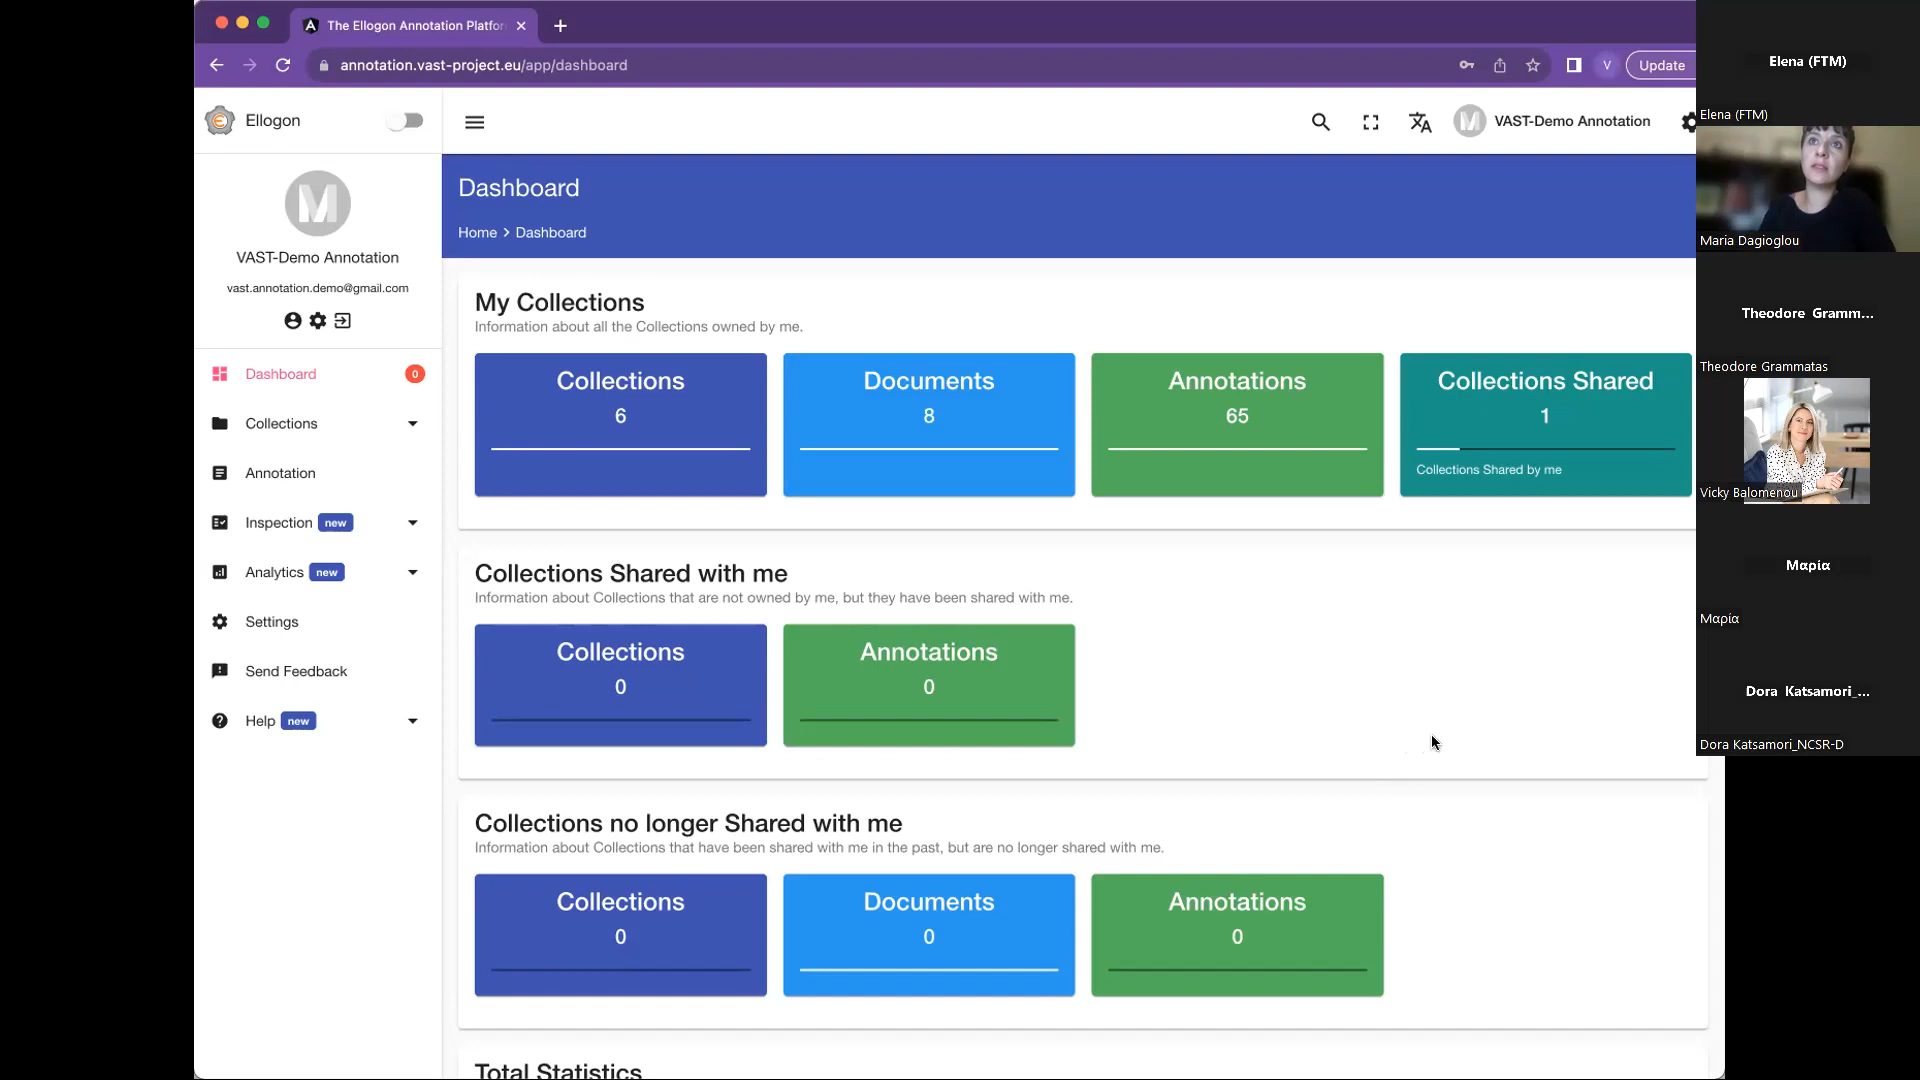 The Ellogon Annotation Platfor
annotation.vast-project.eu/app/dashboard
V
Update
Ellogon
VAST-Demo Annotation
Dashboard
Home > Dashboard
M
VAST-Demo Annotation
vast.annotation.demo@gmail.com
Dashboard 0
Collections
Annotation
Inspection new
Analytics new
Settings
Send Feedback
Help new
My Collections
Information about all the Collections owned by me.
Collections
6
Documents
8
Annotations
65
Collections Shared
1
Collections Shared by me
Collections Shared with me
Information about Collections that are not owned by me, but they have been shared with me.
Collections
0
Annotations
0
Collections no longer Shared with me
Information about Collections that have been shared with me in the past, but are no longer shared with me.
Collections
0
Documents
0
Annotations
0
Total Statistics
Elena (FTM)
Elena (FTM)
Maria Dagioglou
Theodore Gramm...
Theodore Grammatas
Vicky Balomenou
Μαρία
Μαρία
Dora Katsamori_...
Dora Katsamori_NCSR-D